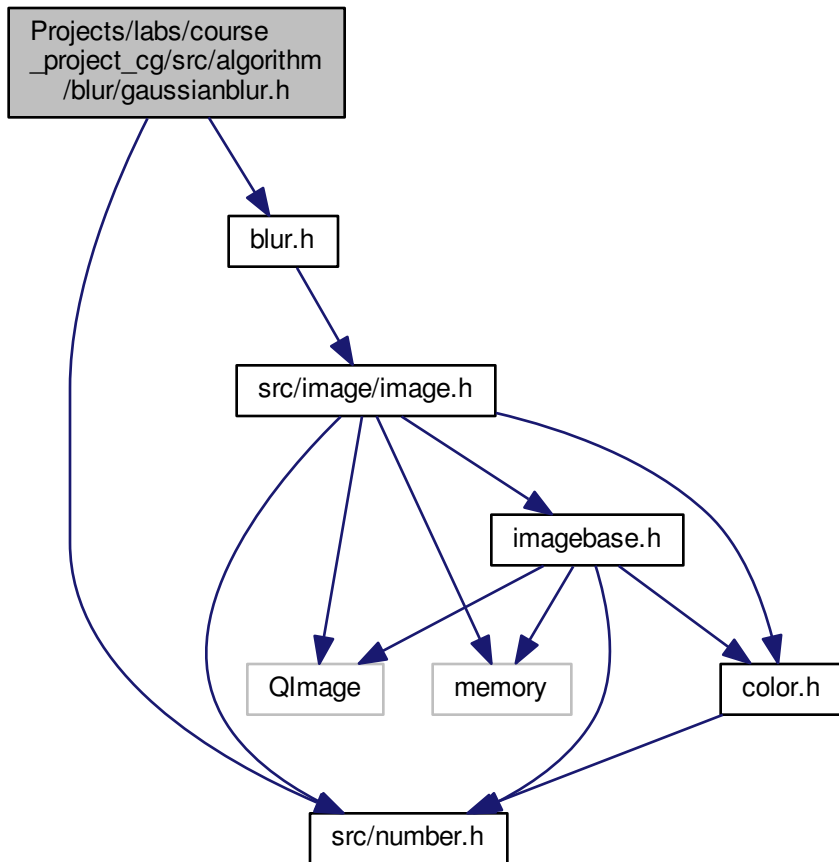 Projects/labs/course
_project_cg/src/algorithm
/blur/gaussianblur.h
blur.h
src/image/image.h
imagebase.h
QImage
memory
color.h
src/number.h